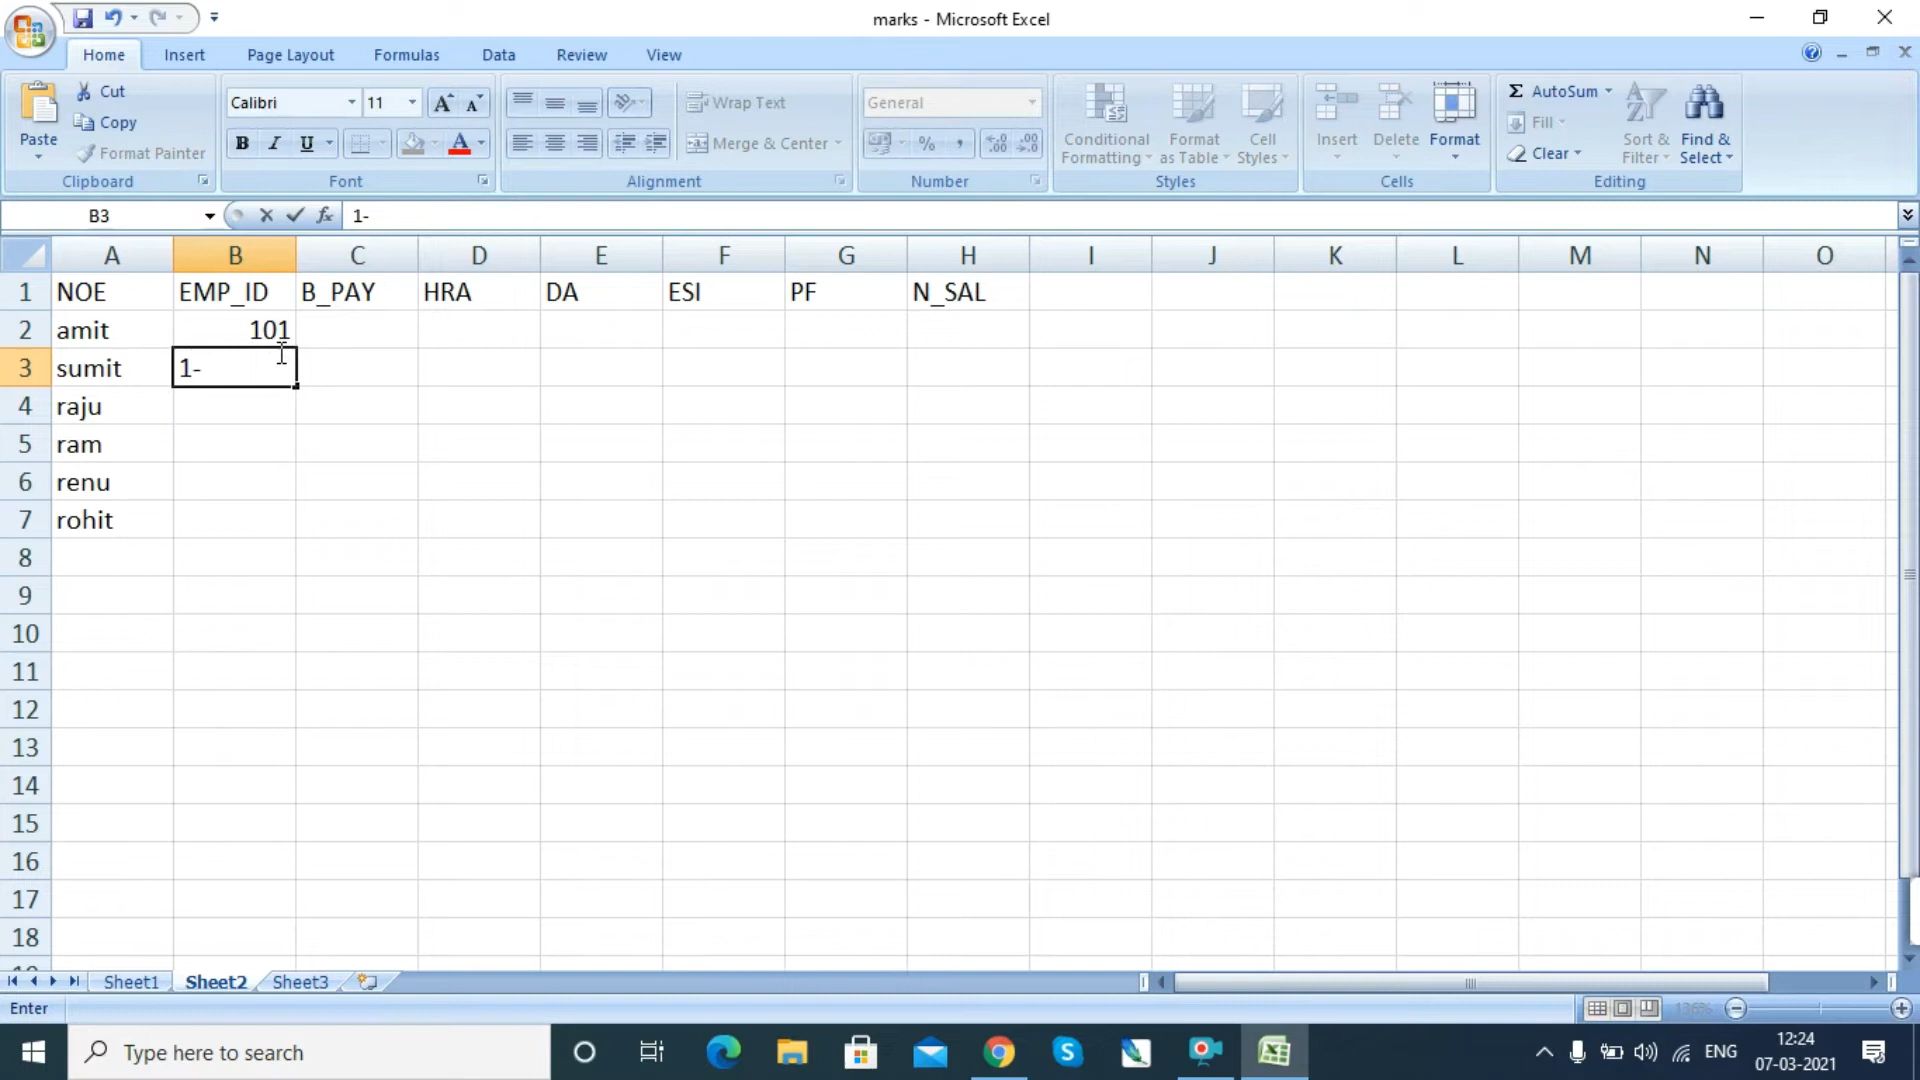 marks - Microsoft Excel
Home Insert Page Layout Formulas Data Review View
Cut
Copy
Format Painter
Paste
Clipboard
Calibri 11
B I U
Font
Wrap Text
Merge & Center
Alignment
General
Number
Conditional Formatting
Format as Table
Cell Styles
Styles
Insert Delete Format
Cells
AutoSum
Fill
Clear
Sort & Filter
Find & Select
Editing
B3 fx 1-
A B C D E F G H I J K L M N O
1 NOE EMP_ID B_PAY HRA DA ESI PF N_SAL
2 amit 101
3 sumit 1-
4 raju
5 ram
6 renu
7 rohit
8
9
10
11
12
13
14
15
16
17
18
Sheet1 Sheet2 Sheet3
Enter 136%
Type here to search
ENG
12:24
07-03-2021